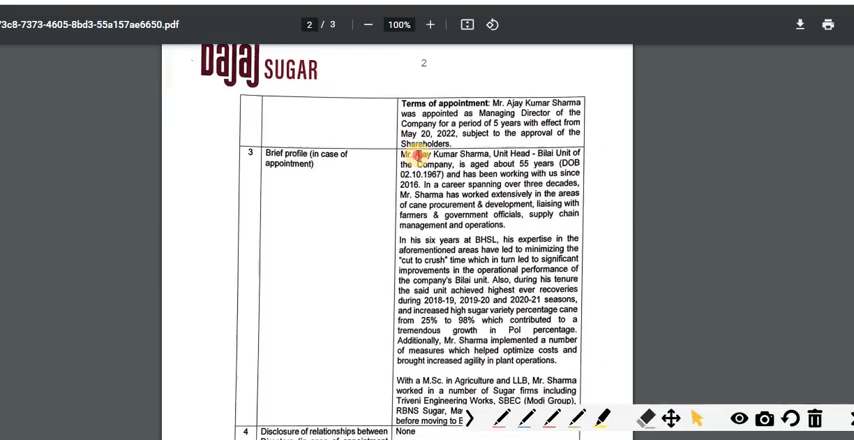 73c8-7373-4605-8bd3-55a157ae6650.pdf
2 / 3
100%
bajaj SUGAR
2
Terms of appointment: Mr. Ajay Kumar Sharma
was appointed as Managing Director of the
Company for a period of 5 years with effect from
May 20, 2022, subject to the approval of the
Shareholders.
3
Brief profile (in case of
appointment)
Mr. Ajay Kumar Sharma, Unit Head - Bilai Unit of
the Company, is aged about 55 years (DOB
02.10.1967) and has been working with us since
2016. In a career spanning over three decades,
Mr. Sharma has worked extensively in the areas
of cane procurement & development, liaising with
farmers & government officials, supply chain
management and operations.
In his six years at BHSL, his expertise in the
aforementioned areas have led to minimizing the
“cut to crush” time which in turn led to significant
improvements in the operational performance of
the company's Bilai unit. Also, during his tenure
the said unit achieved highest ever recoveries
during 2018-19, 2019-20 and 2020-21 seasons,
and increased high sugar variety percentage cane
from 25% to 98% which contributed to a
tremendous growth in Pol percentage.
Additionally, Mr. Sharma implemented a number
of measures which helped optimize costs and
brought increased agility in plant operations.
With a M.Sc. in Agriculture and LLB, Mr. Sharma
worked in a number of Sugar firms including
Triveni Engineering Works, SBEC (Modi Group),
RBNS Sugar,
before moving to
4
Disclosure of relationships between
None